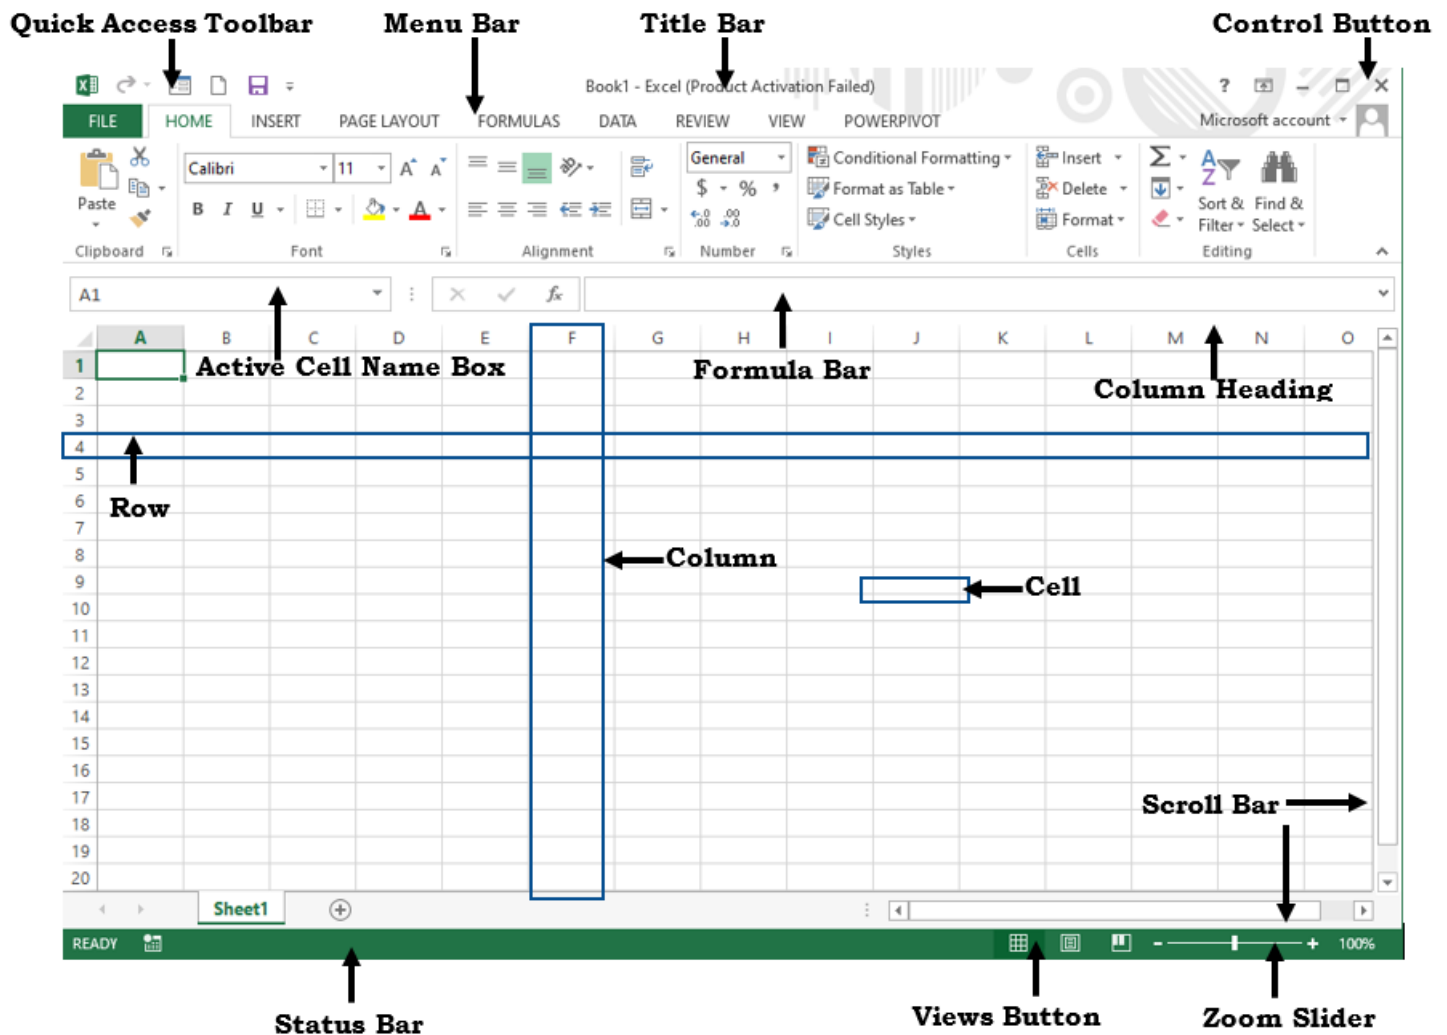 Quick Access Toolbar Menu Bar Title Bar Control Button
Book1 - Excel (Product Activation Failed) ?
FILE HOME INSERT PAGE LAYOUT FORMULAS DATA REVIEW VIEW POWERPIVOT Microsoft account
Calibri 11 General Conditional Formatting Insert
Paste B I U A $ % , Format as Table Delete Sort & Find &
Cell Styles Format Filter Select
Clipboard Font Alignment Number Styles Cells Editing
A1 fx
A B C D E F G H I J K L M N O
1 Active Cell Name Box Formula Bar
2 Column Heading
3
4
5
6 Row
7
8 Column
9 Cell
10
11
12
13
14
15
16
17 Scroll Bar
18
19
20
Sheet1
READY 100%
Status Bar Views Button Zoom Slider